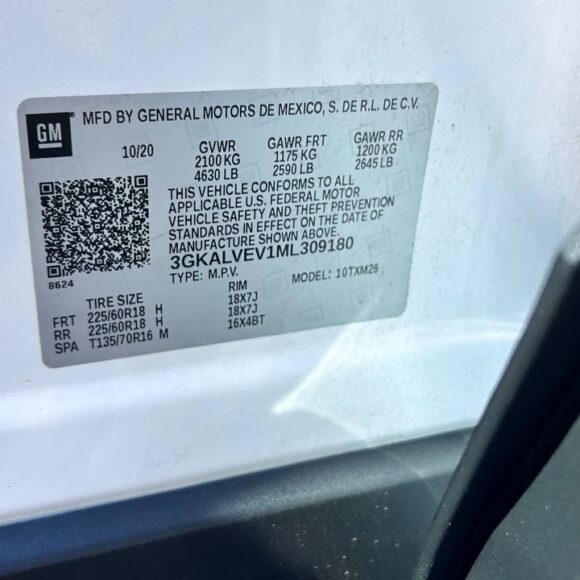 GM
MFD BY GENERAL MOTORS DE MEXICO, S. DE R.L. DE C.V.
10/20 GVWR GAWR FRT GAWR RR
2100 KG 1175 KG 1200 KG
4630 LB 2590 LB 2645 LB
THIS VEHICLE CONFORMS TO ALL
APPLICABLE U.S. FEDERAL MOTOR
VEHICLE SAFETY AND THEFT PREVENTION
STANDARDS IN EFFECT ON THE DATE OF
MANUFACTURE SHOWN ABOVE.
3GKALVEV1ML309180
8624
TYPE: M.P.V. MODEL: 10TXM26
TIRE SIZE RIM
FRT 225/60R18 H 18X7J
RR 225/60R18 H 18X7J
SPA T135/70R16 M 16X4BT